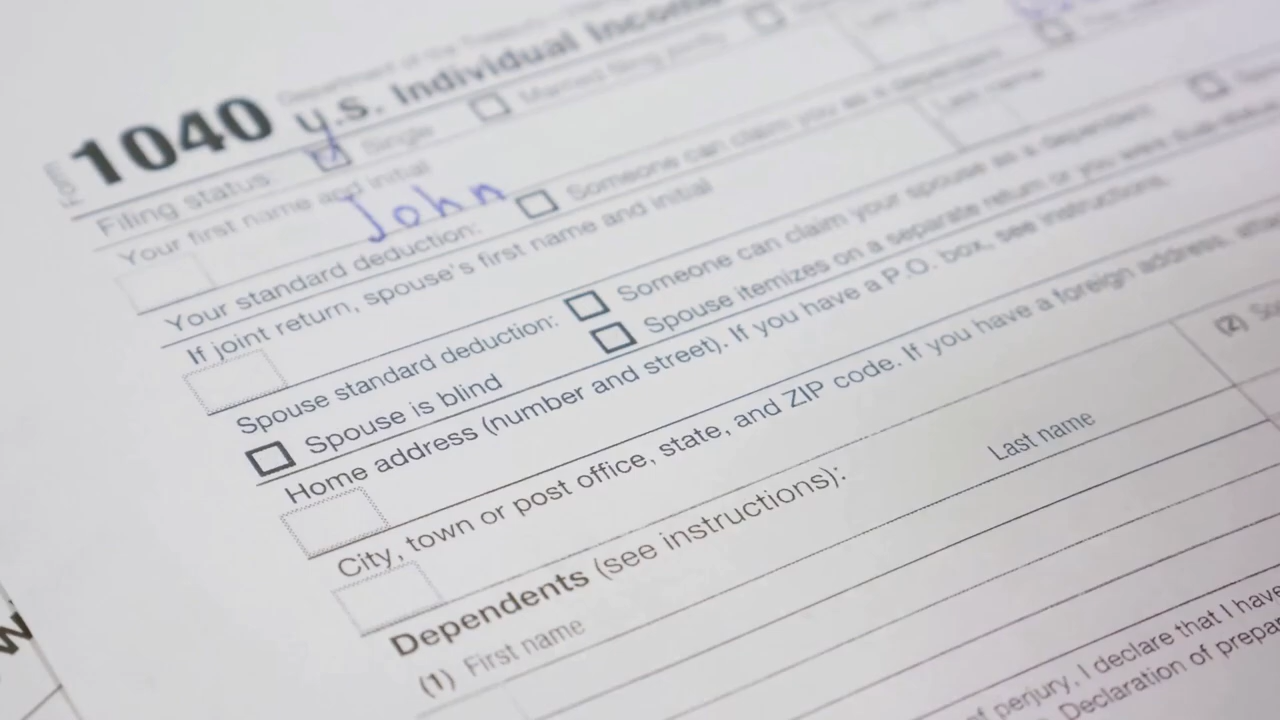 Form 1040 Department of the Treasury
U.S. Individual Income
Filing status: Single Married filing jointly
Your first name and initial Last name
John
Your standard deduction: Someone can claim you as a dependent
If joint return, spouse's first name and initial Last name
Spouse standard deduction: Someone can claim your spouse as a dependent
Spouse is blind Spouse itemizes on a separate return or you were dual-status
Home address (number and street). If you have a P.O. box, see instructions.
City, town or post office, state, and ZIP code. If you have a foreign address,
Dependents (see instructions):
(1) First name Last name
(2)
of perjury, I declare that I have
Declaration of prepar
W